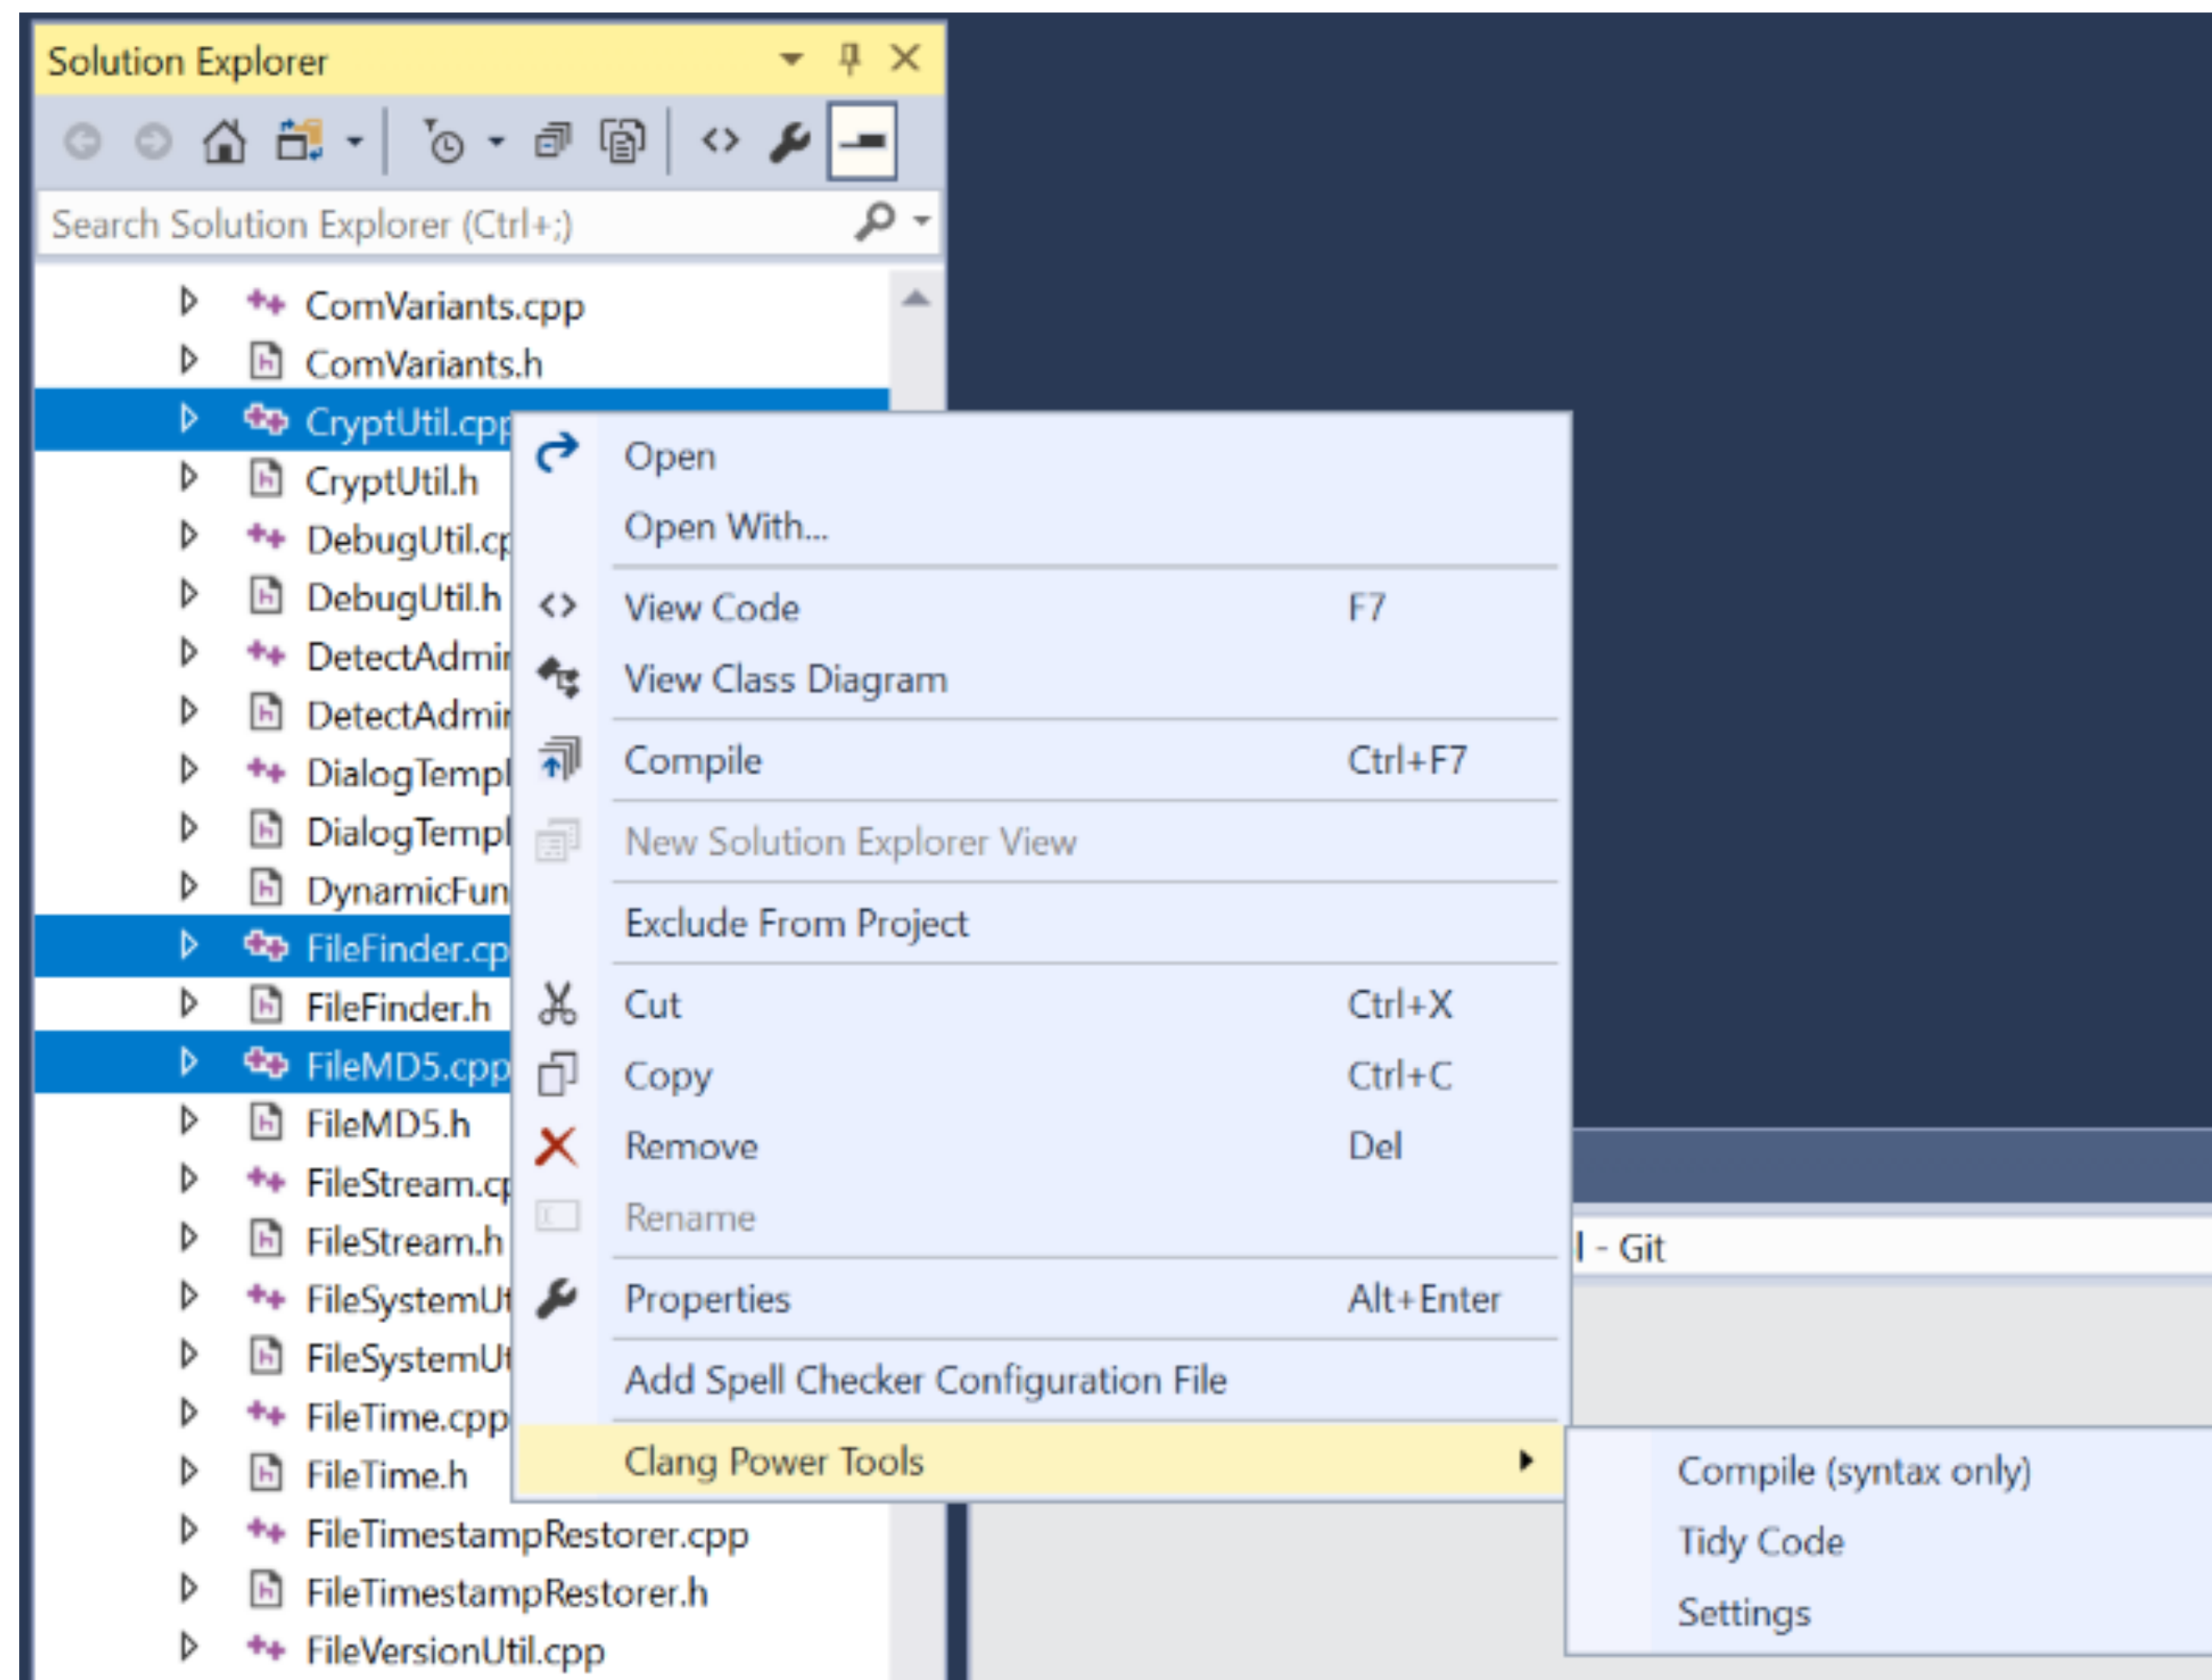 Solution Explorer
Search Solution Explorer (Ctrl+;)
ComVariants.cpp
ComVariants.h
CryptUtil.cpp
CryptUtil.h
DebugUtil.cp
DebugUtil.h
DetectAdmin
DetectAdmin
DialogTempl
DialogTempl
DynamicFun
FileFinder.cp
FileFinder.h
FileMD5.cpp
FileMD5.h
FileStream.cp
FileStream.h
FileSystemUt
FileSystemUt
FileTime.cpp
FileTime.h
FileTimestampRestorer.cpp
FileTimestampRestorer.h
FileVersionUtil.cpp
Open
Open With...
View Code F7
View Class Diagram
Compile Ctrl+F7
New Solution Explorer View
Exclude From Project
Cut Ctrl+X
Copy Ctrl+C
Remove Del
Rename
Properties Alt+Enter
Add Spell Checker Configuration File
Clang Power Tools
Compile (syntax only)
Tidy Code
Settings
l - Git